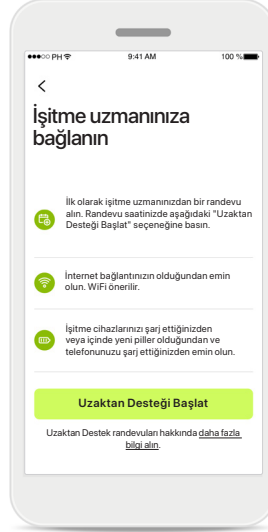 PH 9:41 AM 100 %
İşitme uzmanınıza
bağlanın
İlk olarak işitme uzmanınızdan bir randevu
alın. Randevu saatinizde aşağıdaki "Uzaktan
Desteği Başlat" seçeneğine basın.
İnternet bağlantınızın olduğundan emin
olun. WiFi önerilir.
İşitme cihazlarınızı şarj ettiğinizden
veya içinde yeni piller olduğundan ve
telefonunuzu şarj ettiğinizden emin olun.
Uzaktan Desteği Başlat
Uzaktan Destek randevuları hakkında daha fazla
bilgi alın.